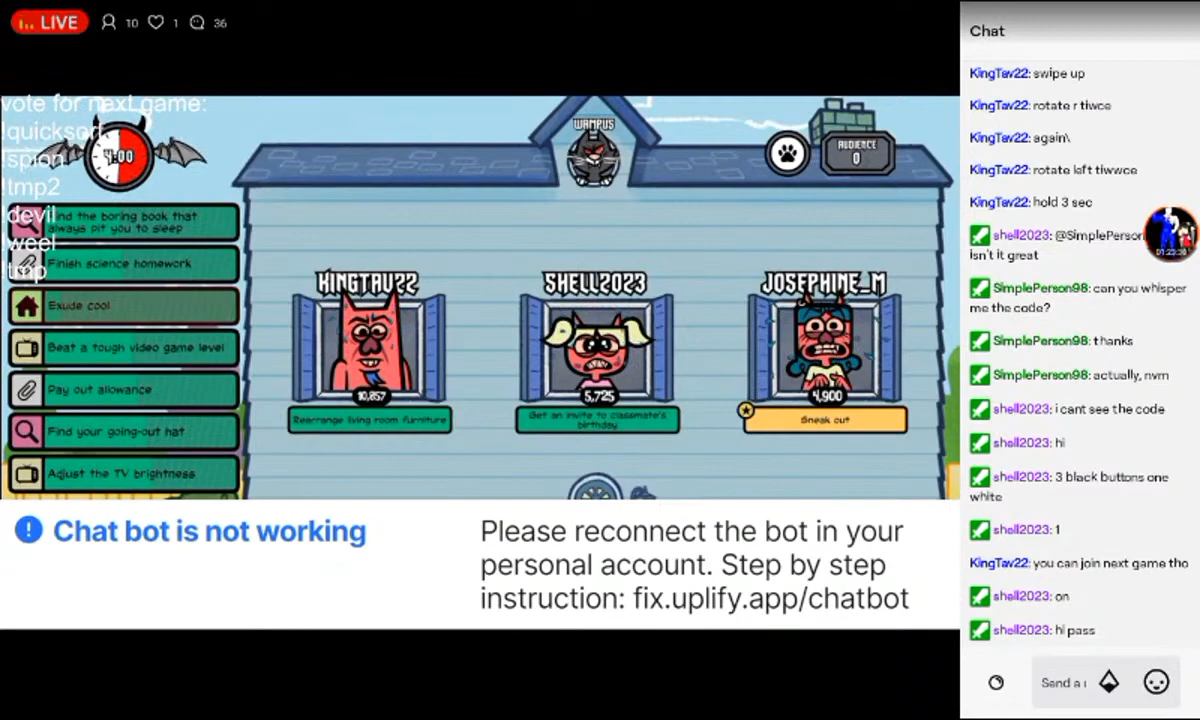 LIVE
10
1
36
vote for next game:
!quicksort
!spion
!tmp2
!devil
!weel
!tmp
4:00
Find the boring book that
always put you to sleep
Finish science homework
Exude cool
Beat a tough video game level
Pay out allowance
Find your going-out hat
Adjust the TV brightness
WAMPUS
AUDIENCE
0
KINGTAV22
10,857
Rearrange living room furniture
SHELL2023
5,725
Get an invite to classmate's
birthday
JOSEPHINE_M
4,900
Sneak out
Chat bot is not working
Please reconnect the bot in your
personal account. Step by step
instruction: fix.uplify.app/chatbot
Chat
KingTav22: swipe up
KingTav22: rotate r tiwce
KingTav22: again\
KingTav22: rotate left tiwwce
KingTav22: hold 3 sec
shell2023: @SimplePerson
isn't it great
SimplePerson98: can you whisper
me the code?
SimplePerson98: thanks
SimplePerson98: actually, nvm
shell2023: i cant see the code
shell2023: hi
shell2023: 3 black buttons one
white
shell2023: 1
KingTav22: you can join next game tho
shell2023: on
shell2023: hi pass
Send a